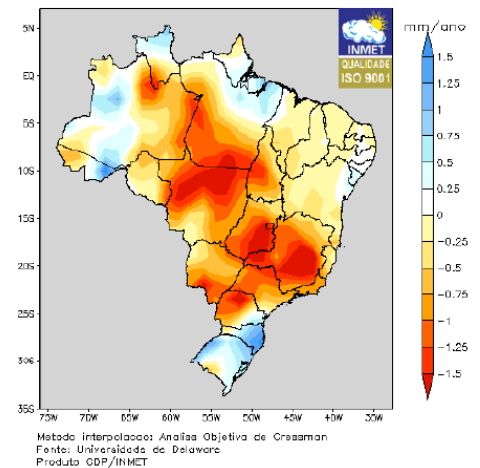 mm/ano
5N
EQ
5S
10S
15S
20S
25S
30S
35S
75W 70W 65W 60W 55W 50W 45W 40W 35W
INMET
QUALIDADE
ISO 9001
1.5
1.25
1
0.75
0.5
0.25
-0.25
-0.5
-0.75
-1
-1.25
-1.5
Metodo interpolacao: Analise Objetiva de Cressman
Fonte: Universidade de Delaware
Produto GDP/INMET